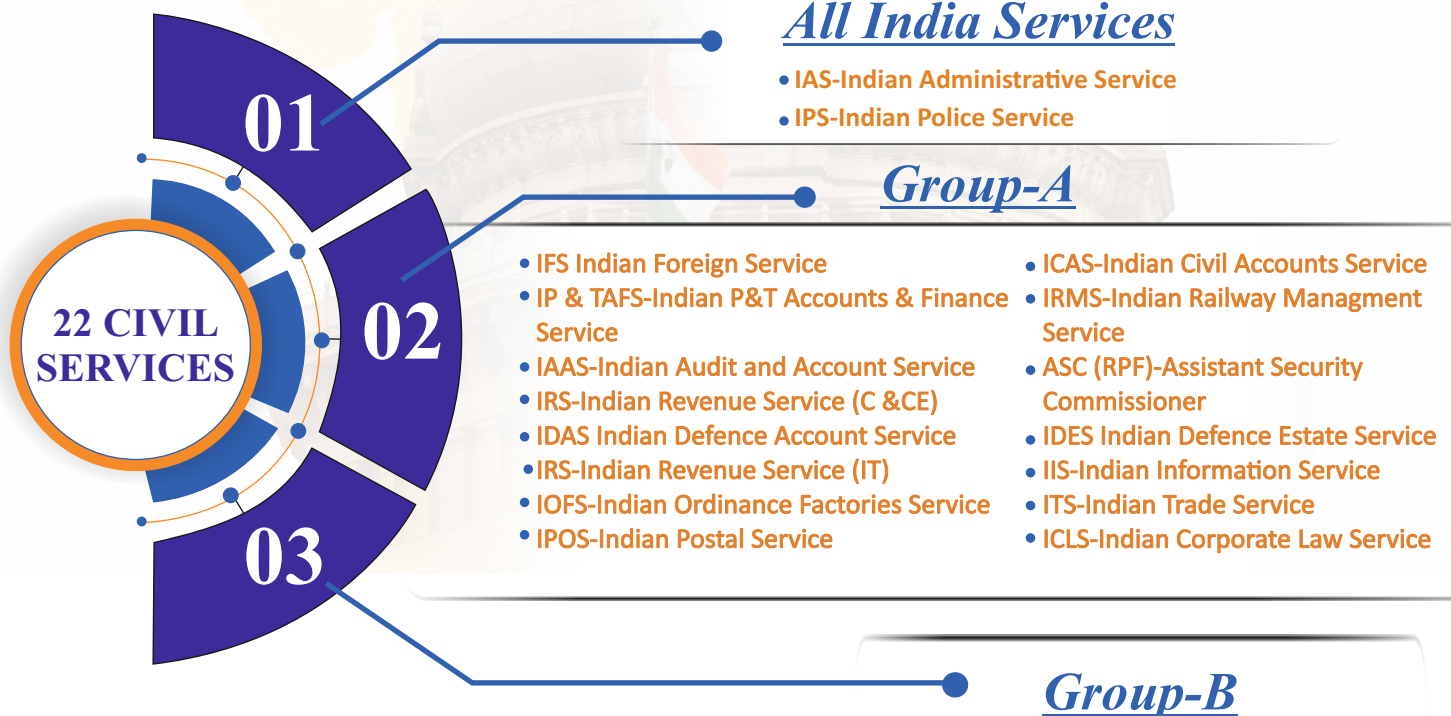 All India Services
• IAS-Indian Administrative Service
• IPS-Indian Police Service
01
Group-A
• IFS Indian Foreign Service
• IP & TAFS-Indian P&T Accounts & Finance
Service
• IAAS-Indian Audit and Account Service
• IRS-Indian Revenue Service (C &CE)
• IDAS Indian Defence Account Service
• IRS-Indian Revenue Service (IT)
• IOFS-Indian Ordinance Factories Service
• IPOS-Indian Postal Service
• ICAS-Indian Civil Accounts Service
• IRMS-Indian Railway Managment
Service
• ASC (RPF)-Assistant Security
Commissioner
• IDES Indian Defence Estate Service
• IIS-Indian Information Service
• ITS-Indian Trade Service
• ICLS-Indian Corporate Law Service
02
22 CIVIL
SERVICES
03
Group-B